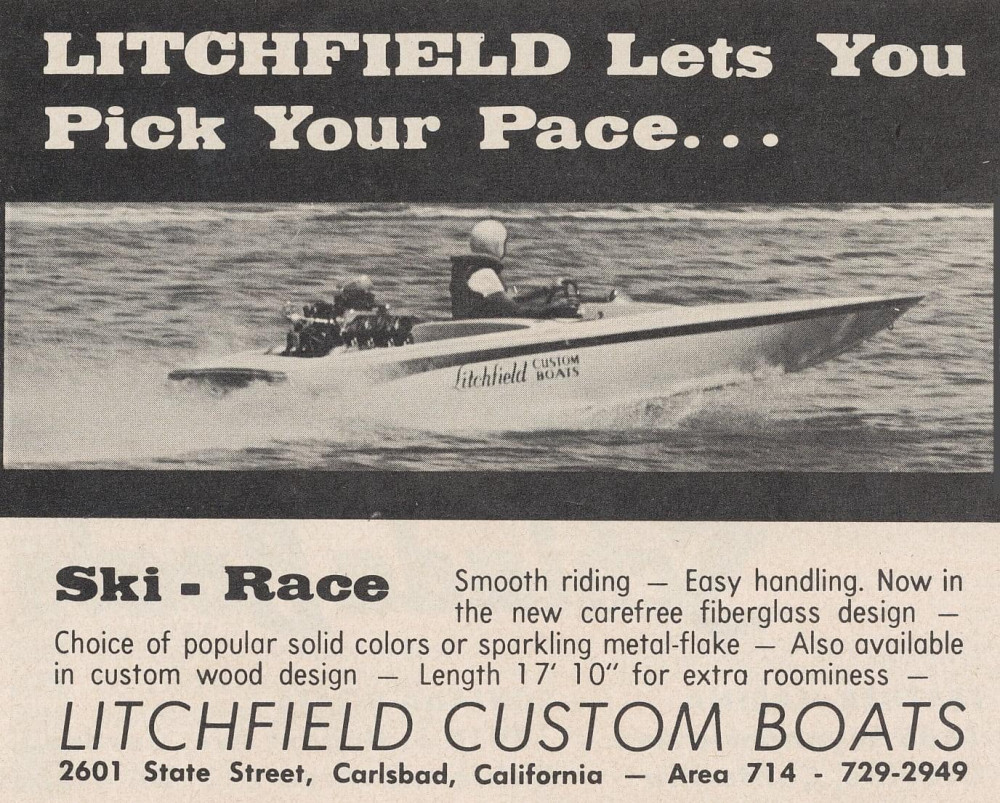 LITCHFIELD Lets You
Pick Your Pace...
Litchfield CUSTOM
BOATS
Ski - Race
Smooth riding — Easy handling. Now in
the new carefree fiberglass design —
Choice of popular solid colors or sparkling metal-flake — Also available
in custom wood design — Length 17' 10" for extra roominess —
LITCHFIELD CUSTOM BOATS
2601 State Street, Carlsbad, California — Area 714 - 729-2949